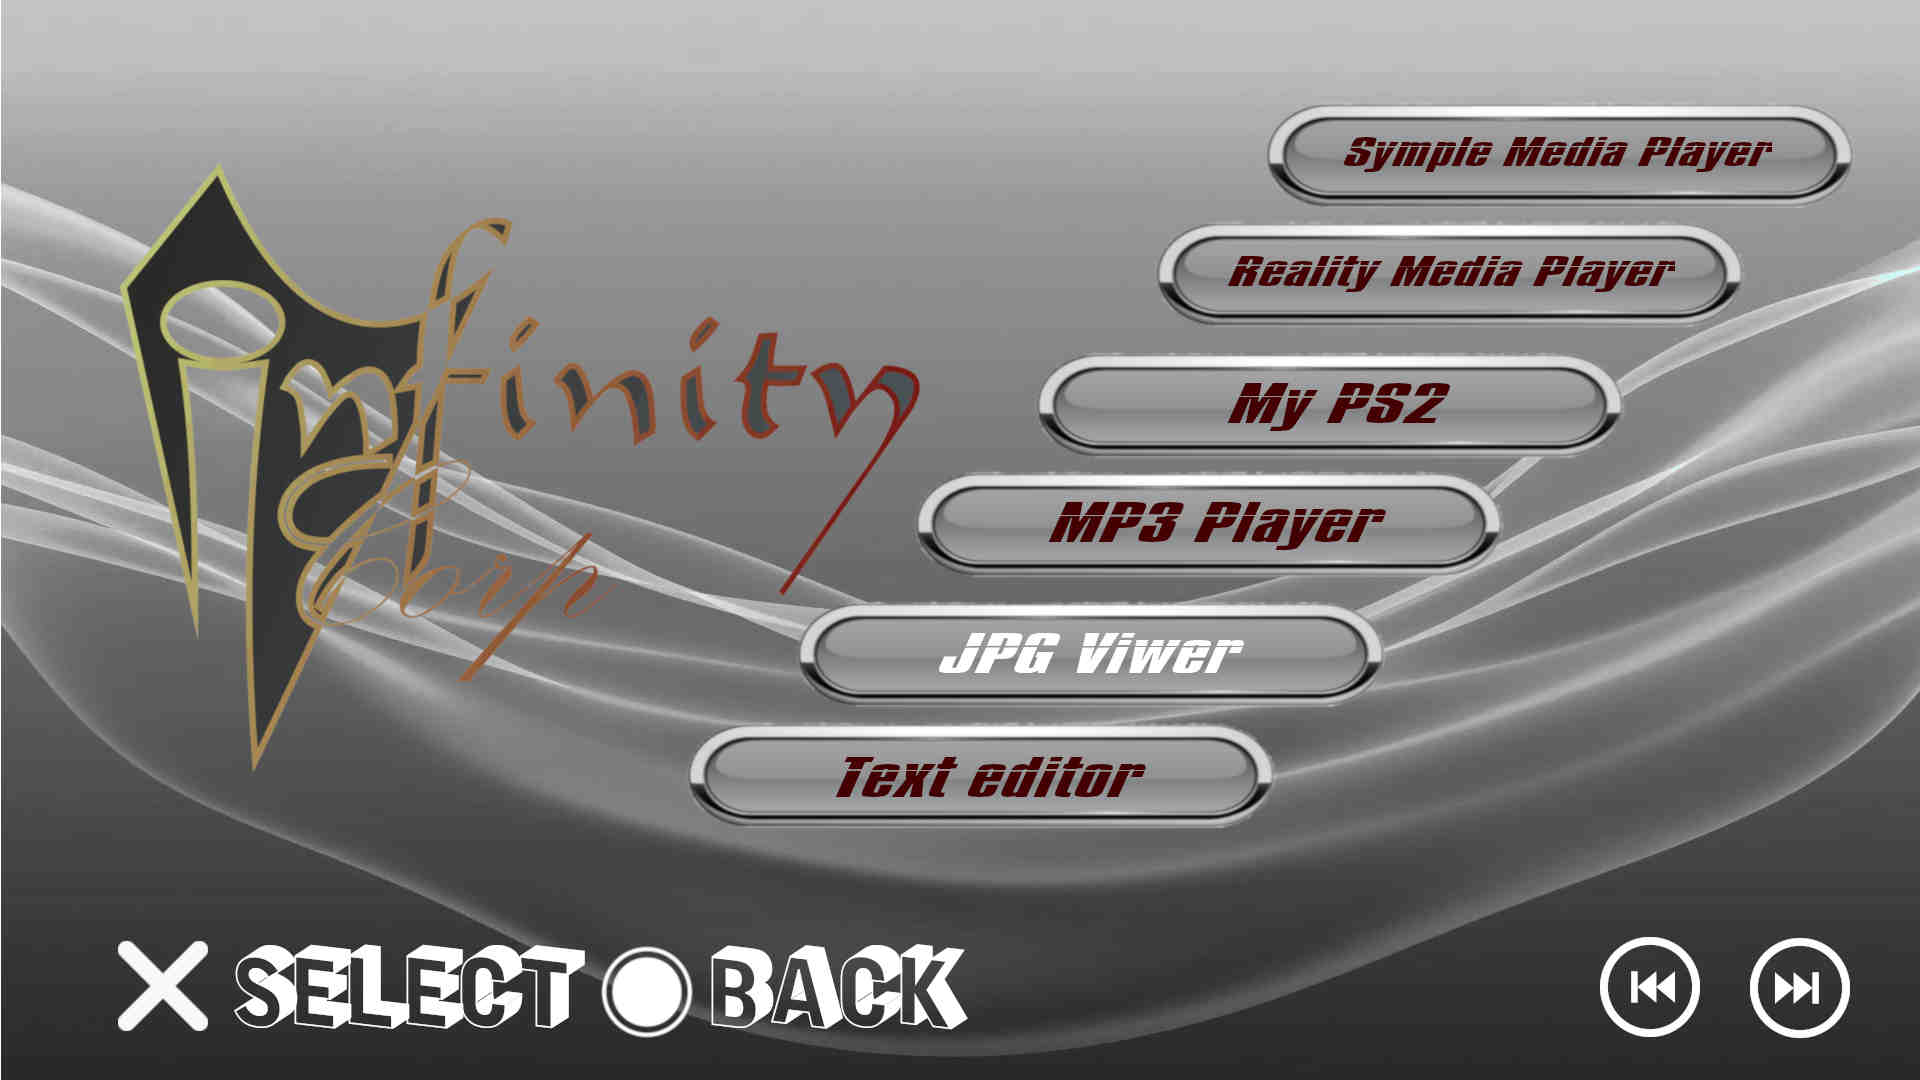 Infinity
Corp
Symple Media Player
Reality Media Player
My PS2
MP3 Player
JPG Viwer
Text editor
SELECT BACK